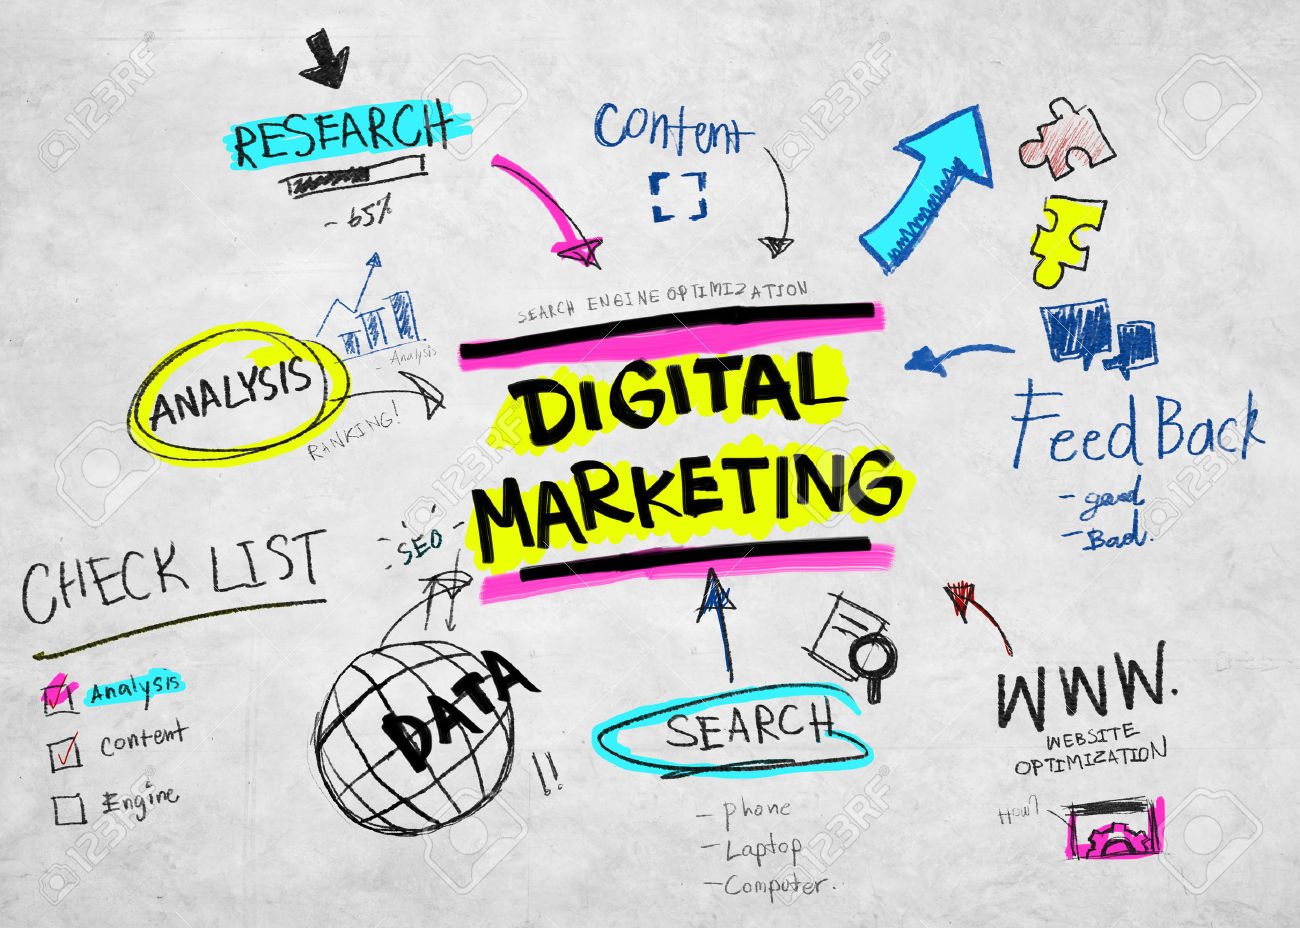 RESEARCH
- 65%
Content
SEARCH ENGINE OPTIMIZATION
DIGITAL
MARKETING
ANALYSIS
- Analysis
RANKING!
FeedBack
- good
- Bad.
SEO
CHECK LIST
Analysis
Content
Engine
DATA
!!
SEARCH
- phone
- Laptop
- Computer.
WWW.
WEBSITE
OPTIMIZATION
HOW?
123RF